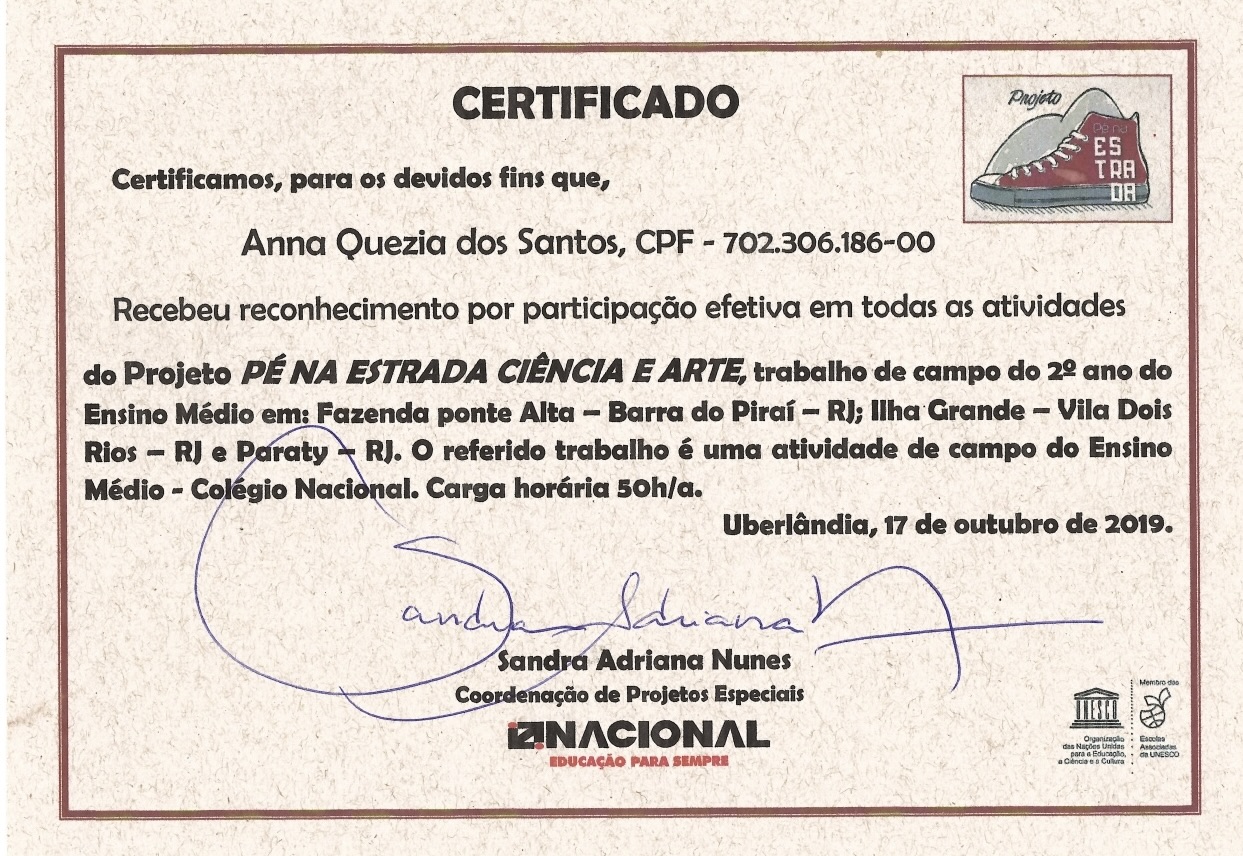 CERTIFICADO
Projeto
Pé na
ES
TRA
DA
Certificamos, para os devidos fins que,
Anna Quezia dos Santos, CPF - 702.306.186-00
Recebeu reconhecimento por participação efetiva em todas as atividades
do Projeto PÉ NA ESTRADA CIÊNCIA E ARTE, trabalho de campo do 2º ano do
Ensino Médio em: Fazenda ponte Alta – Barra do Piraí – RJ; Ilha Grande – Vila Dois
Rios – RJ e Paraty – RJ. O referido trabalho é uma atividade de campo do Ensino
Médio - Colégio Nacional. Carga horária 50h/a.
Uberlândia, 17 de outubro de 2019.
Sandra Adriana N
Sandra Adriana Nunes
Coordenação de Projetos Especiais
NACIONAL
EDUCAÇÃO PARA SEMPRE
UNESCO
Organização
das Nações Unidas
para a Educação,
a Ciência e a Cultura
Membro das
Escolas
Associadas
da UNESCO